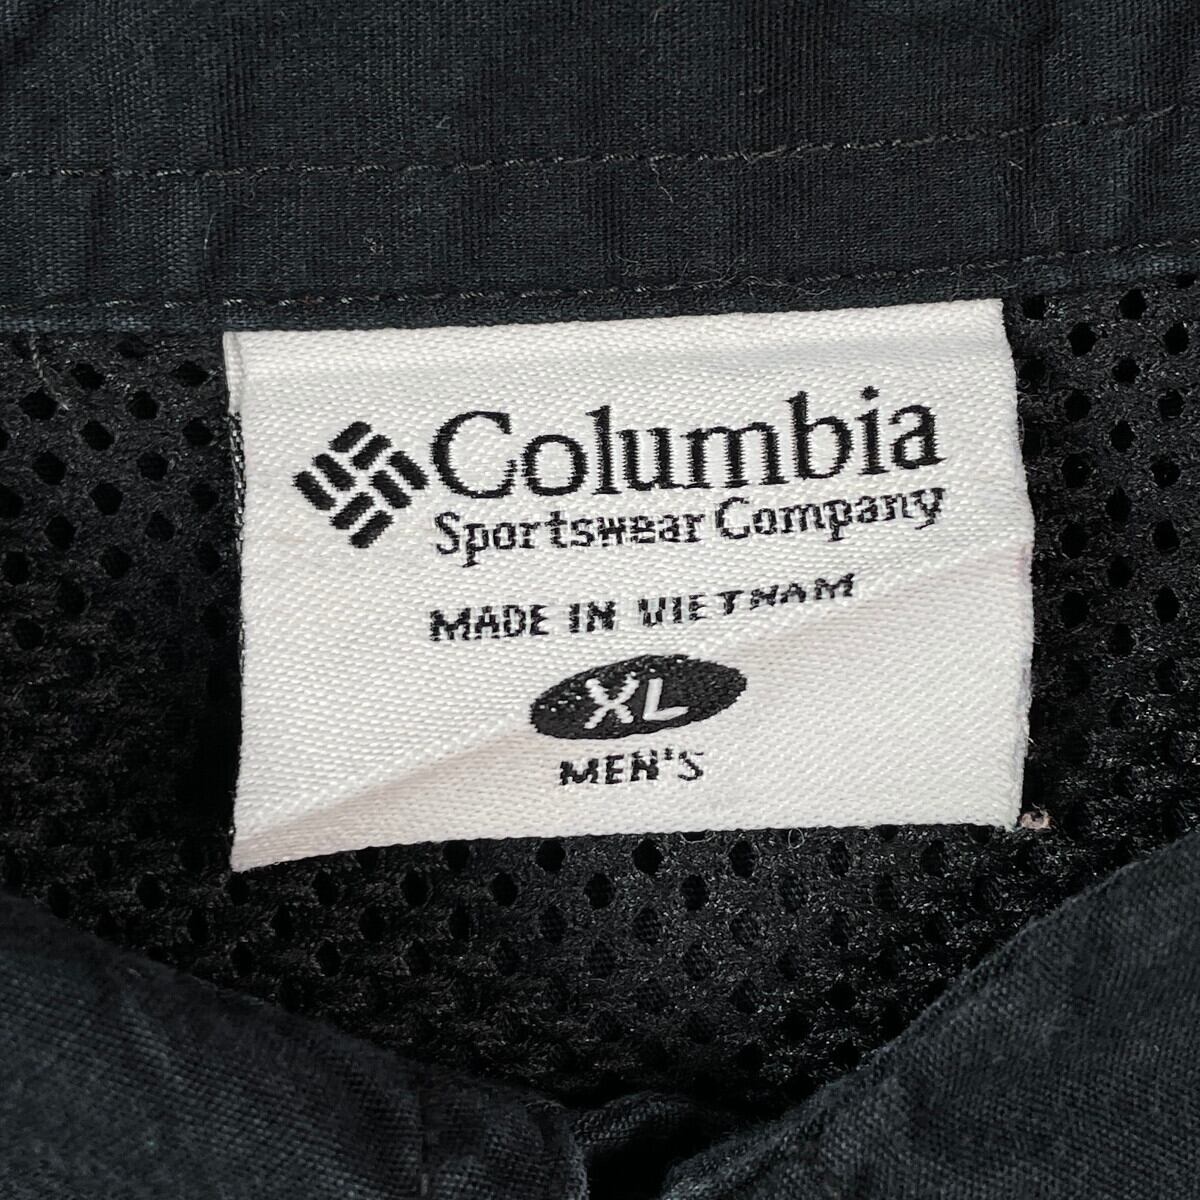 Columbia
Sportswear Company
MADE IN VIETNAM
XL
MEN'S